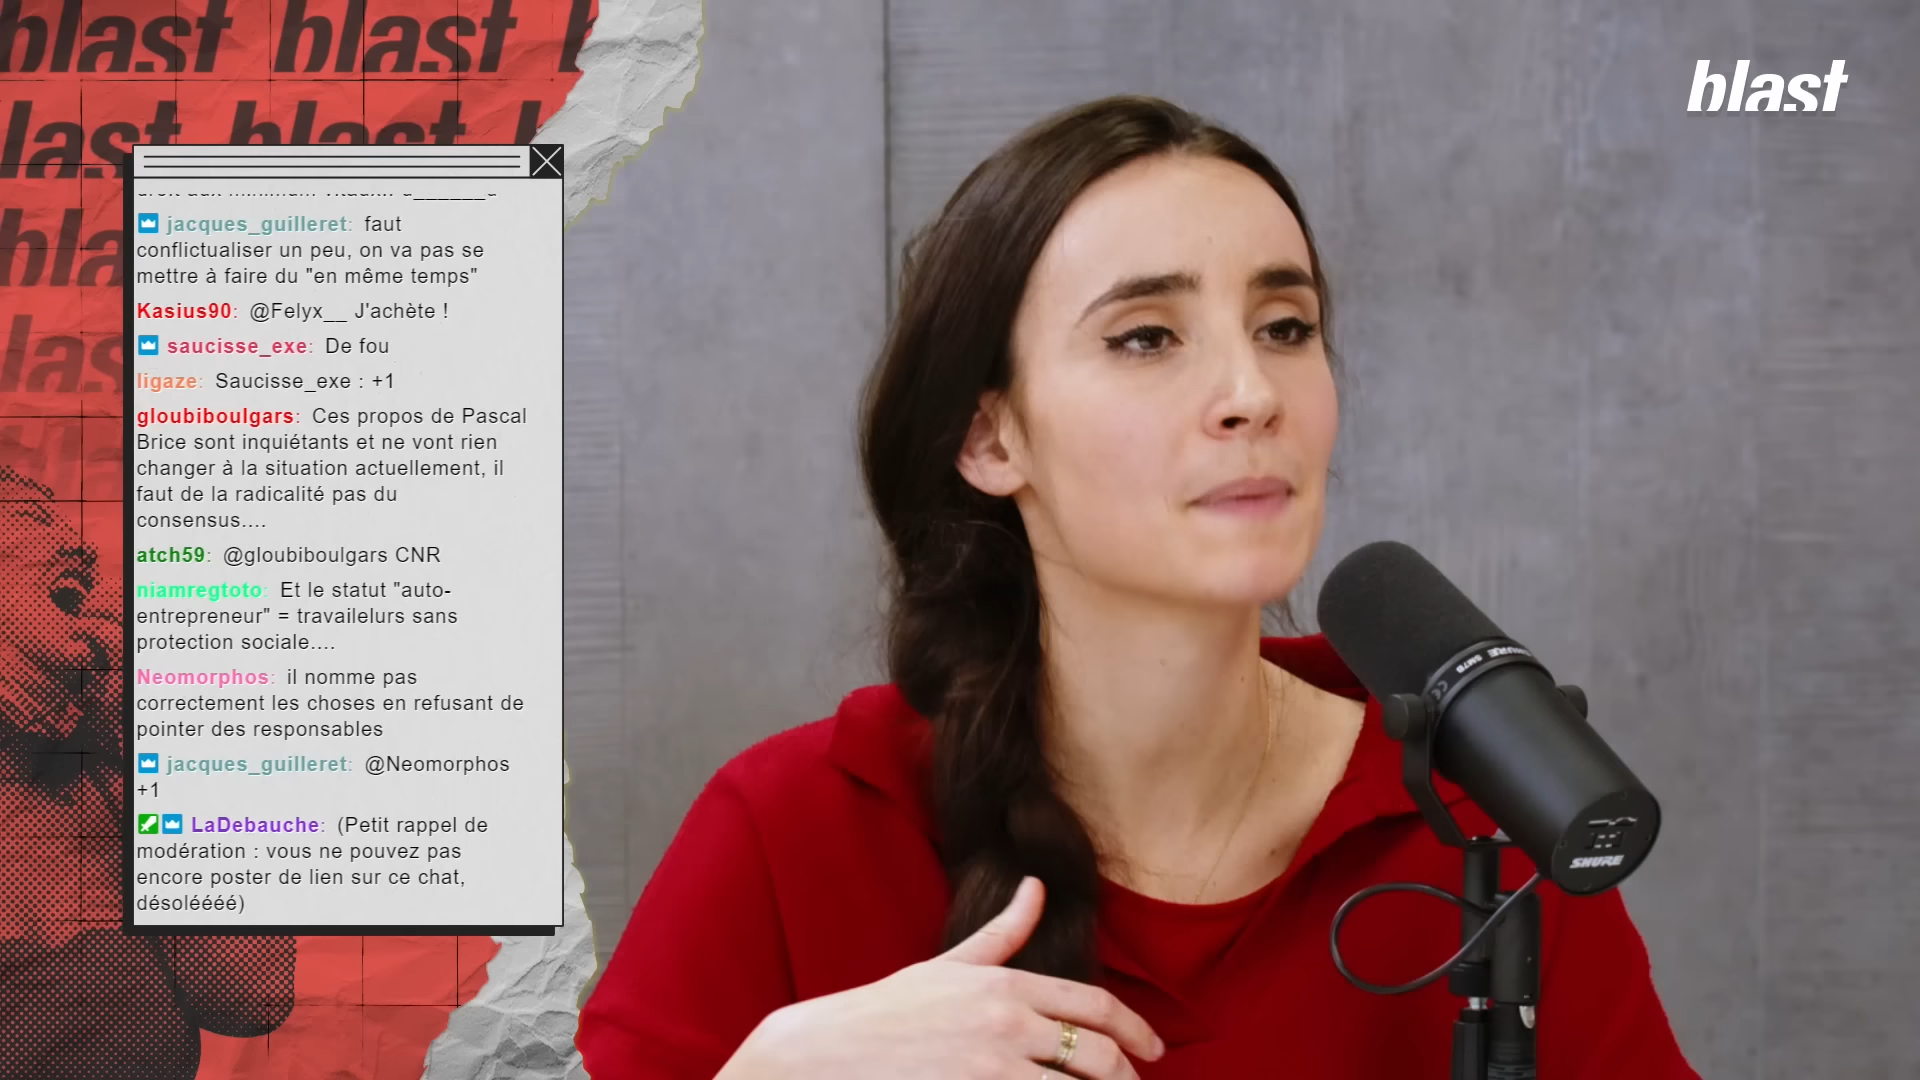 blast blast
last blast
blast
jacques_guilleret: faut
conflictualiser un peu, on va pas se
mettre à faire du "en même temps"
Kasius90: @Felyx__ J'achète !
saucisse_exe: De fou
ligaze: Saucisse_exe : +1
gloubiboulgars: Ces propos de Pascal
Brice sont inquiétants et ne vont rien
changer à la situation actuellement, il
faut de la radicalité pas du
consensus....
atch59: @gloubiboulgars CNR
niamregtoto: Et le statut "auto-
entrepreneur" = travailelurs sans
protection sociale....
Neomorphos: il nomme pas
correctement les choses en refusant de
pointer des responsables
jacques_guilleret: @Neomorphos
+1
LaDebauche: (Petit rappel de
modération : vous ne pouvez pas
encore poster de lien sur ce chat,
désoléééé)
SHURE SM7B
SHURE